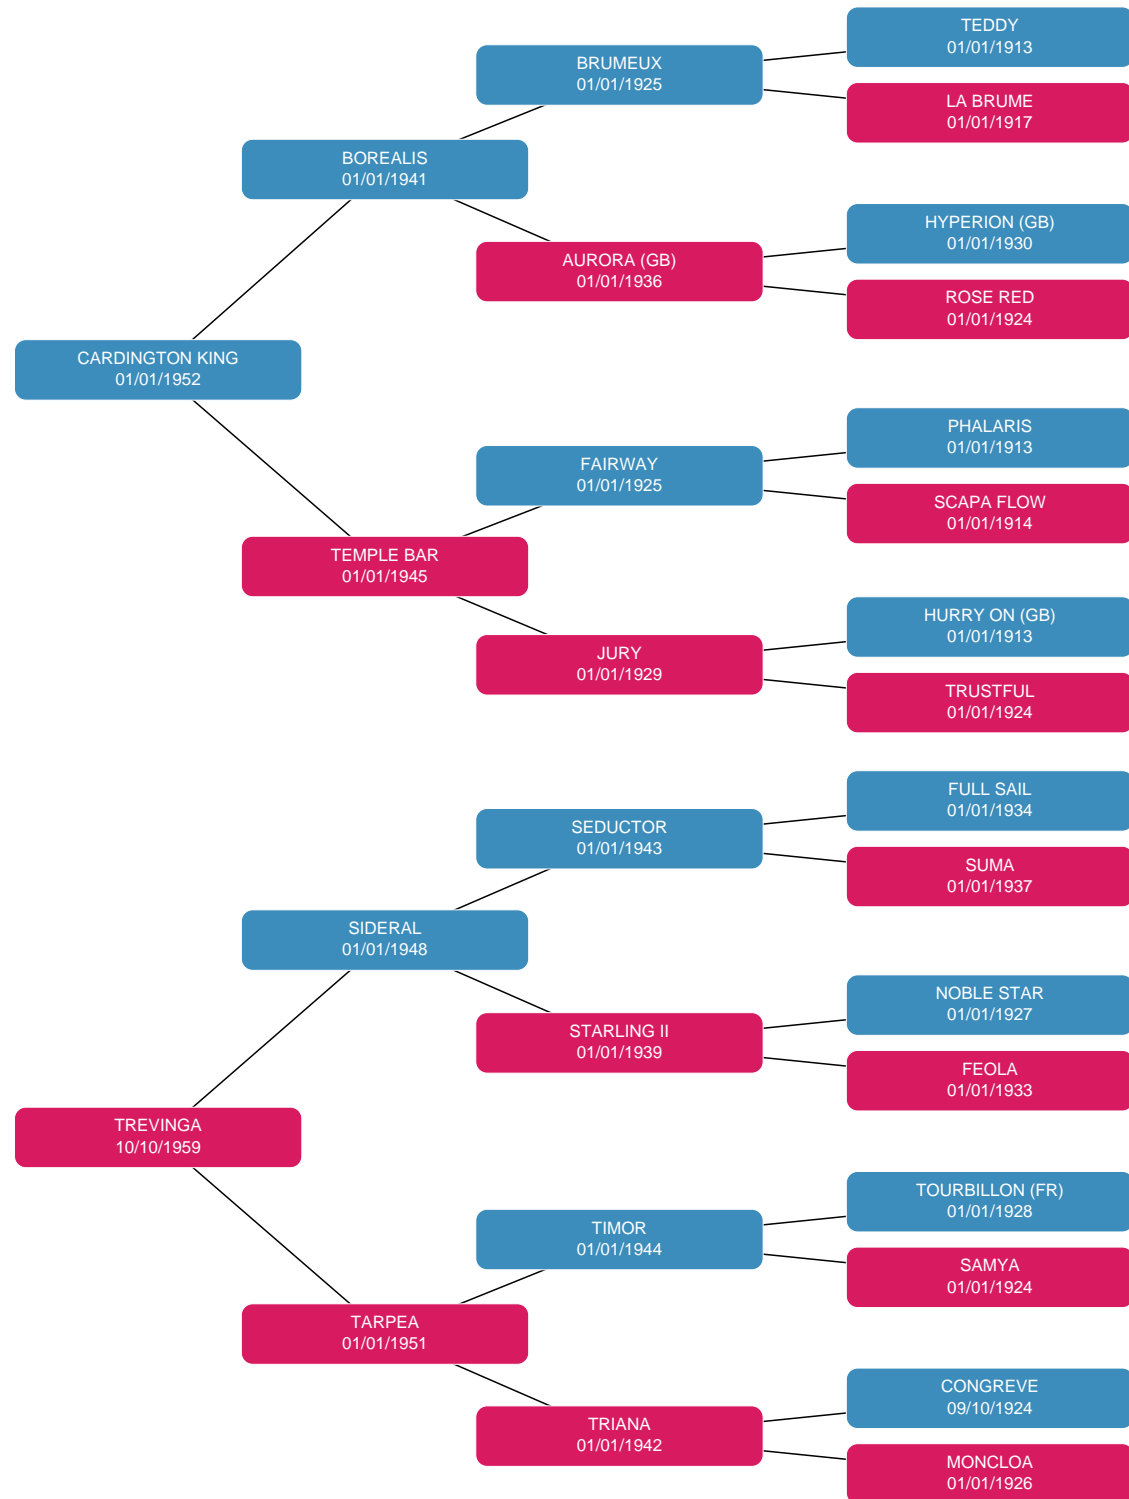 TEDDY
01/01/1913
BRUMEUX
01/01/1925
LA BRUME
01/01/1917
BOREALIS
01/01/1941
HYPERION (GB)
01/01/1930
AURORA (GB)
01/01/1936
ROSE RED
01/01/1924
CARDINGTON KING
01/01/1952
PHALARIS
01/01/1913
FAIRWAY
01/01/1925
SCAPA FLOW
01/01/1914
TEMPLE BAR
01/01/1945
HURRY ON (GB)
01/01/1913
JURY
01/01/1929
TRUSTFUL
01/01/1924
FULL SAIL
01/01/1934
SEDUCTOR
01/01/1943
SUMA
01/01/1937
SIDERAL
01/01/1948
NOBLE STAR
01/01/1927
STARLING II
01/01/1939
FEOLA
01/01/1933
TREVINGA
10/10/1959
TOURBILLON (FR)
01/01/1928
TIMOR
01/01/1944
SAMYA
01/01/1924
TARPEA
01/01/1951
CONGREVE
09/10/1924
TRIANA
01/01/1942
MONCLOA
01/01/1926